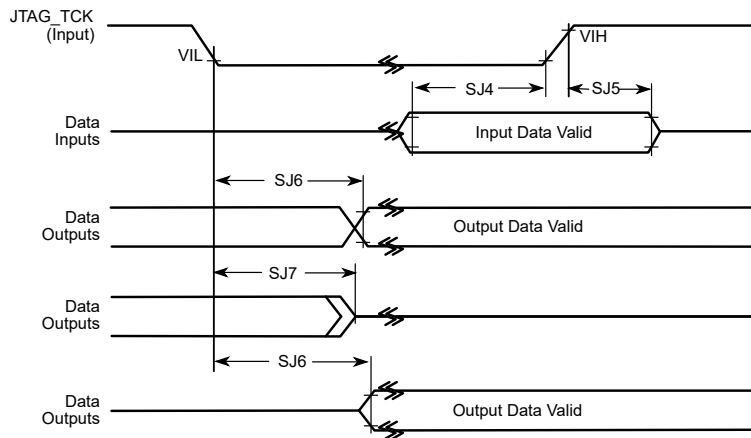 JTAG_TCK
(Input)
VIL
VIH
SJ4
SJ5
Data
Inputs
Input Data Valid
SJ6
Data
Outputs
Output Data Valid
SJ7
Data
Outputs
SJ6
Data
Outputs
Output Data Valid